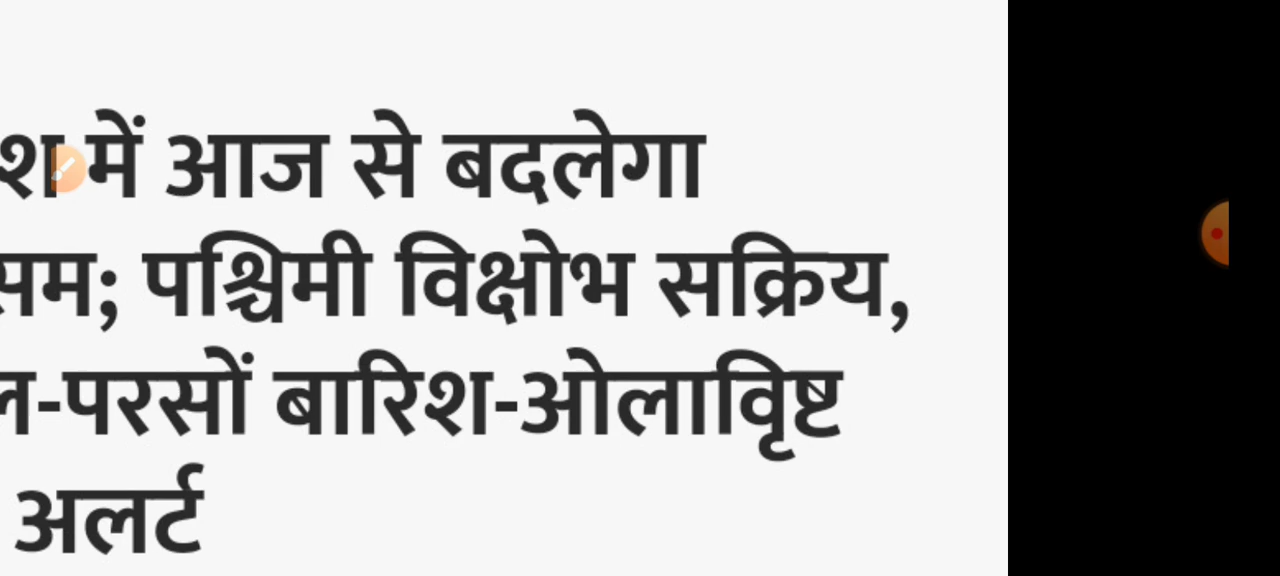 श में आज से बदलेगा
सम; पश्चिमी विक्षोभ सक्रिय,
ल-परसों बारिश-ओलाविृष्ट
अलर्ट